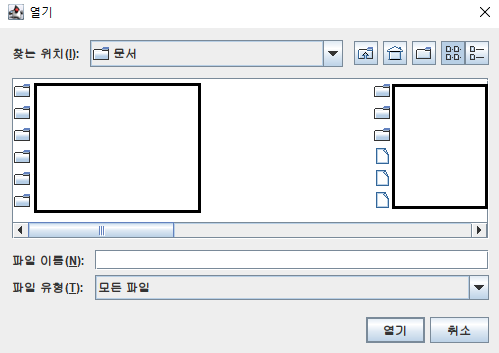 열기
찾는 위치(I): 문서
파일 이름(N):
파일 유형(T): 모든 파일
열기 취소